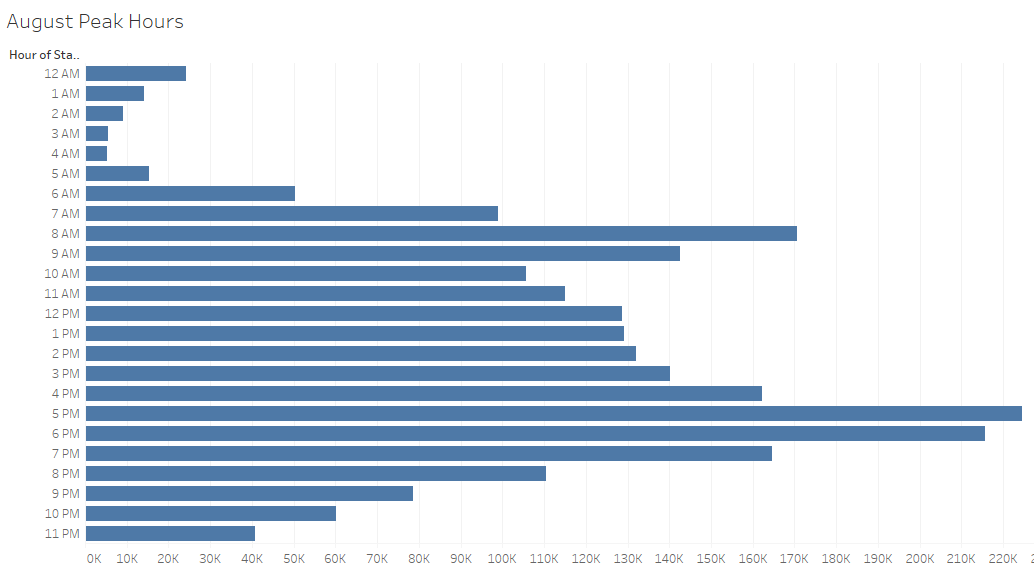 August Peak Hours
Hour of Sta..
12 AM
1 AM
2 AM
3 AM
4 AM
5 AM
6 AM
7 AM
8 AM
9 AM
10 AM
11 AM
12 PM
1 PM
2 PM
3 PM
4 PM
5 PM
6 PM
7 PM
8 PM
9 PM
10 PM
11 PM
0K 10K 20K 30K 40K 50K 60K 70K 80K 90K 100K 110K 120K 130K 140K 150K 160K 170K 180K 190K 200K 210K 220K